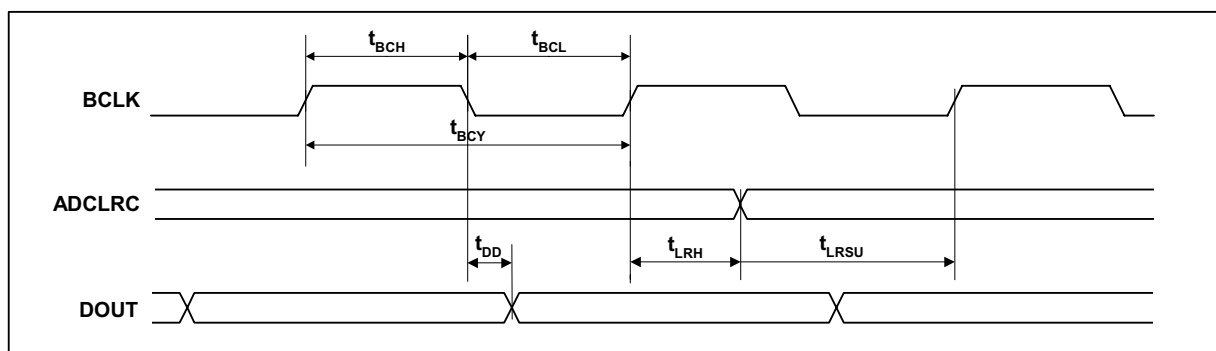 tBCH tBCL
BCLK
tBCY
ADCLRC
tDD tLRH tLRSU
DOUT